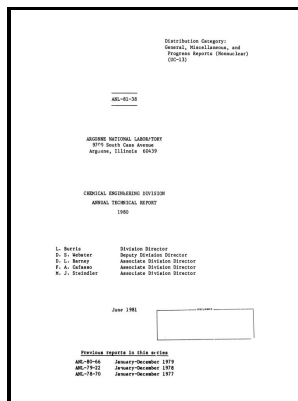 Distribution Category:
General, Miscellaneous, and
Progress Reports (Nonnuclear)
(UC-13)
ANL-81-38
ARGONNE NATIONAL LABORATORY
9700 South Cass Avenue
Argonne, Illinois 60439
CHEMICAL ENGINEERING DIVISION
ANNUAL TECHNICAL REPORT
1980
L. Burris Division Director
D. S. Webster Deputy Division Director
D. L. Barney Associate Division Director
F. A. Cafasso Associate Division Director
M. J. Steindler Associate Division Director
June 1981
Previous reports in this series
ANL-80-66 January-December 1979
ANL-79-22 January-December 1978
ANL-78-70 January-December 1977